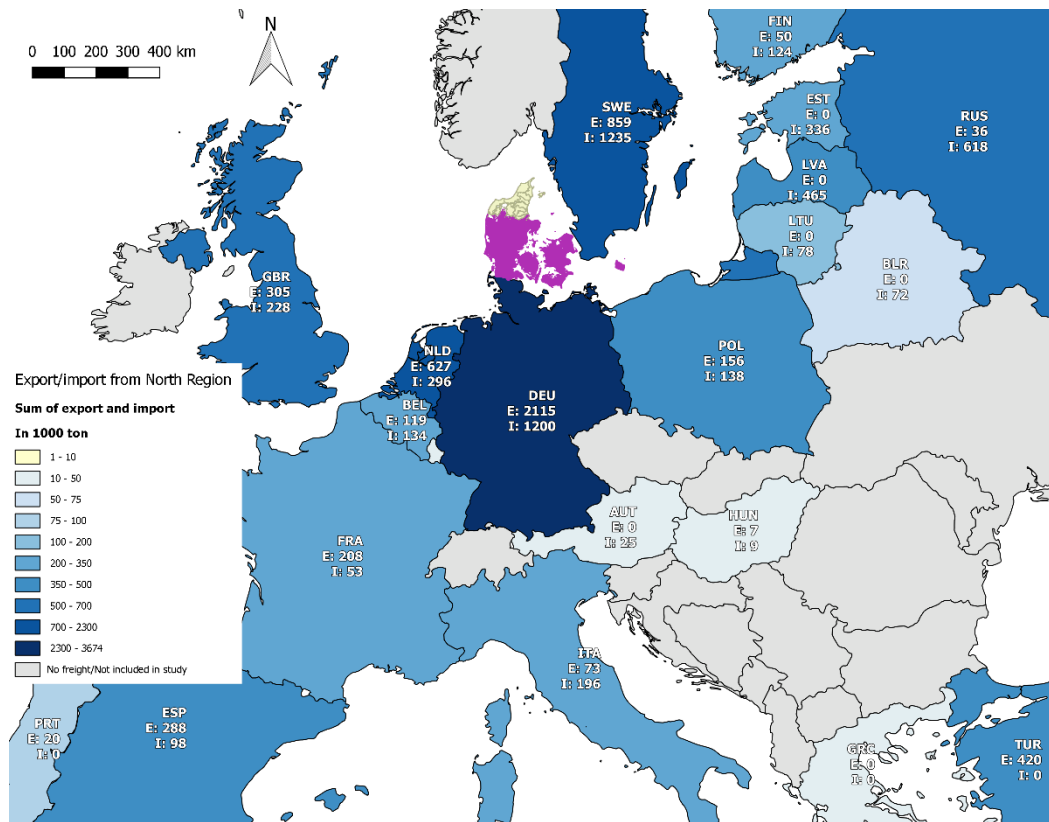 N
0 100 200 300 400 km
FIN
E: 50
I: 124
SWE
E: 859
I: 1235
EST
E: 0
I: 336
RUS
E: 36
I: 618
LVA
E: 0
I: 465
LTU
E: 0
I: 78
BLR
E: 0
I: 72
GBR
E: 305
I: 228
NLD
E: 627
I: 296
POL
E: 156
I: 138
DEU
E: 2115
I: 1200
BEL
E: 119
I: 134
Export/import from North Region
Sum of export and import
In 1000 ton
1 - 10
10 - 50
50 - 75
75 - 100
100 - 200
200 - 350
350 - 500
500 - 700
700 - 2300
2300 - 3674
No freight/Not included in study
AUT
E: 0
I: 25
HUN
E: 7
I: 9
FRA
E: 208
I: 53
ITA
E: 73
I: 196
PRT
E: 20
I: 0
ESP
E: 288
I: 98
GRC
E: 0
I: 0
TUR
E: 420
I: 0